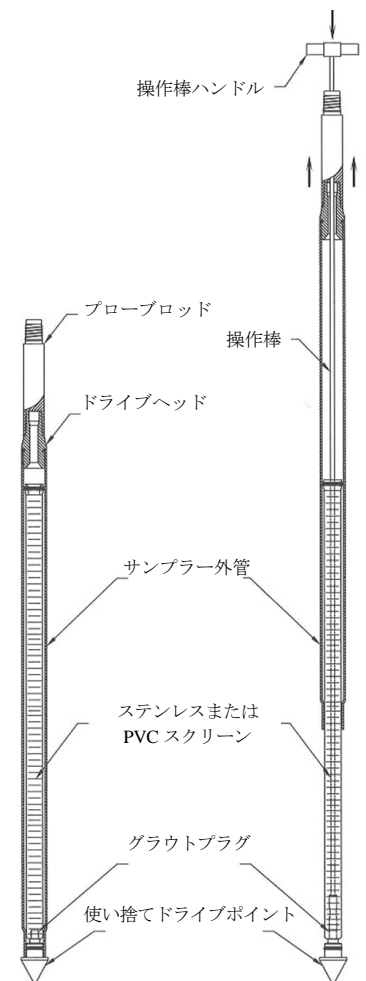 操作棒ハンドル
プローブロッド
操作棒
ドライブヘッド
サンプラー外管
ステンレスまたは
PVC スクリーン
グラウトプラグ
使い捨てドライブポイント